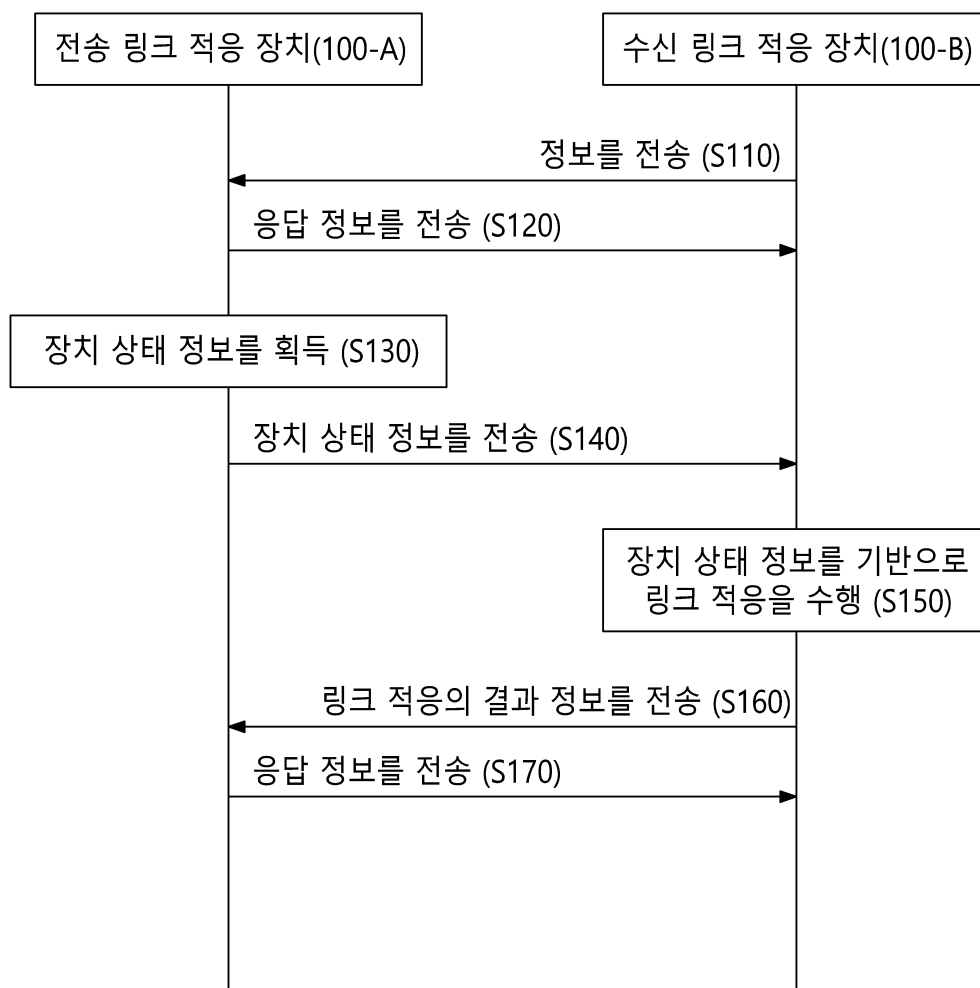 전송 링크 적응 장치(100-A)
수신 링크 적응 장치(100-B)
정보를 전송 (S110)
응답 정보를 전송 (S120)
장치 상태 정보를 획득 (S130)
장치 상태 정보를 전송 (S140)
장치 상태 정보를 기반으로
링크 적응을 수행 (S150)
링크 적응의 결과 정보를 전송 (S160)
응답 정보를 전송 (S170)